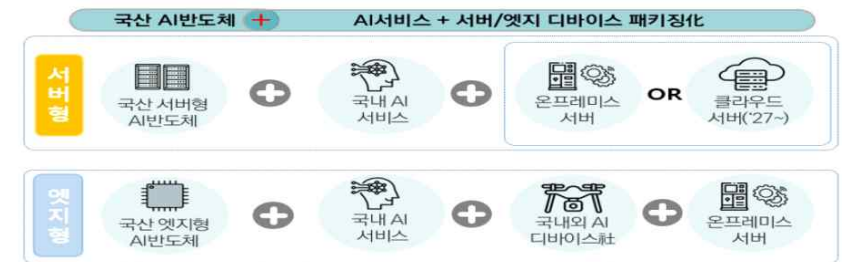 국산 AI반도체 + AI서비스 + 서버/엣지 디바이스 패키징化
서버형
국산 서버형
AI반도체
국내 AI
서비스
온프레미스
서버
OR
클라우드
서버('27~)
엣지형
국산 엣지형
AI반도체
국내 AI
서비스
국내외 AI
디바이스社
온프레미스
서버